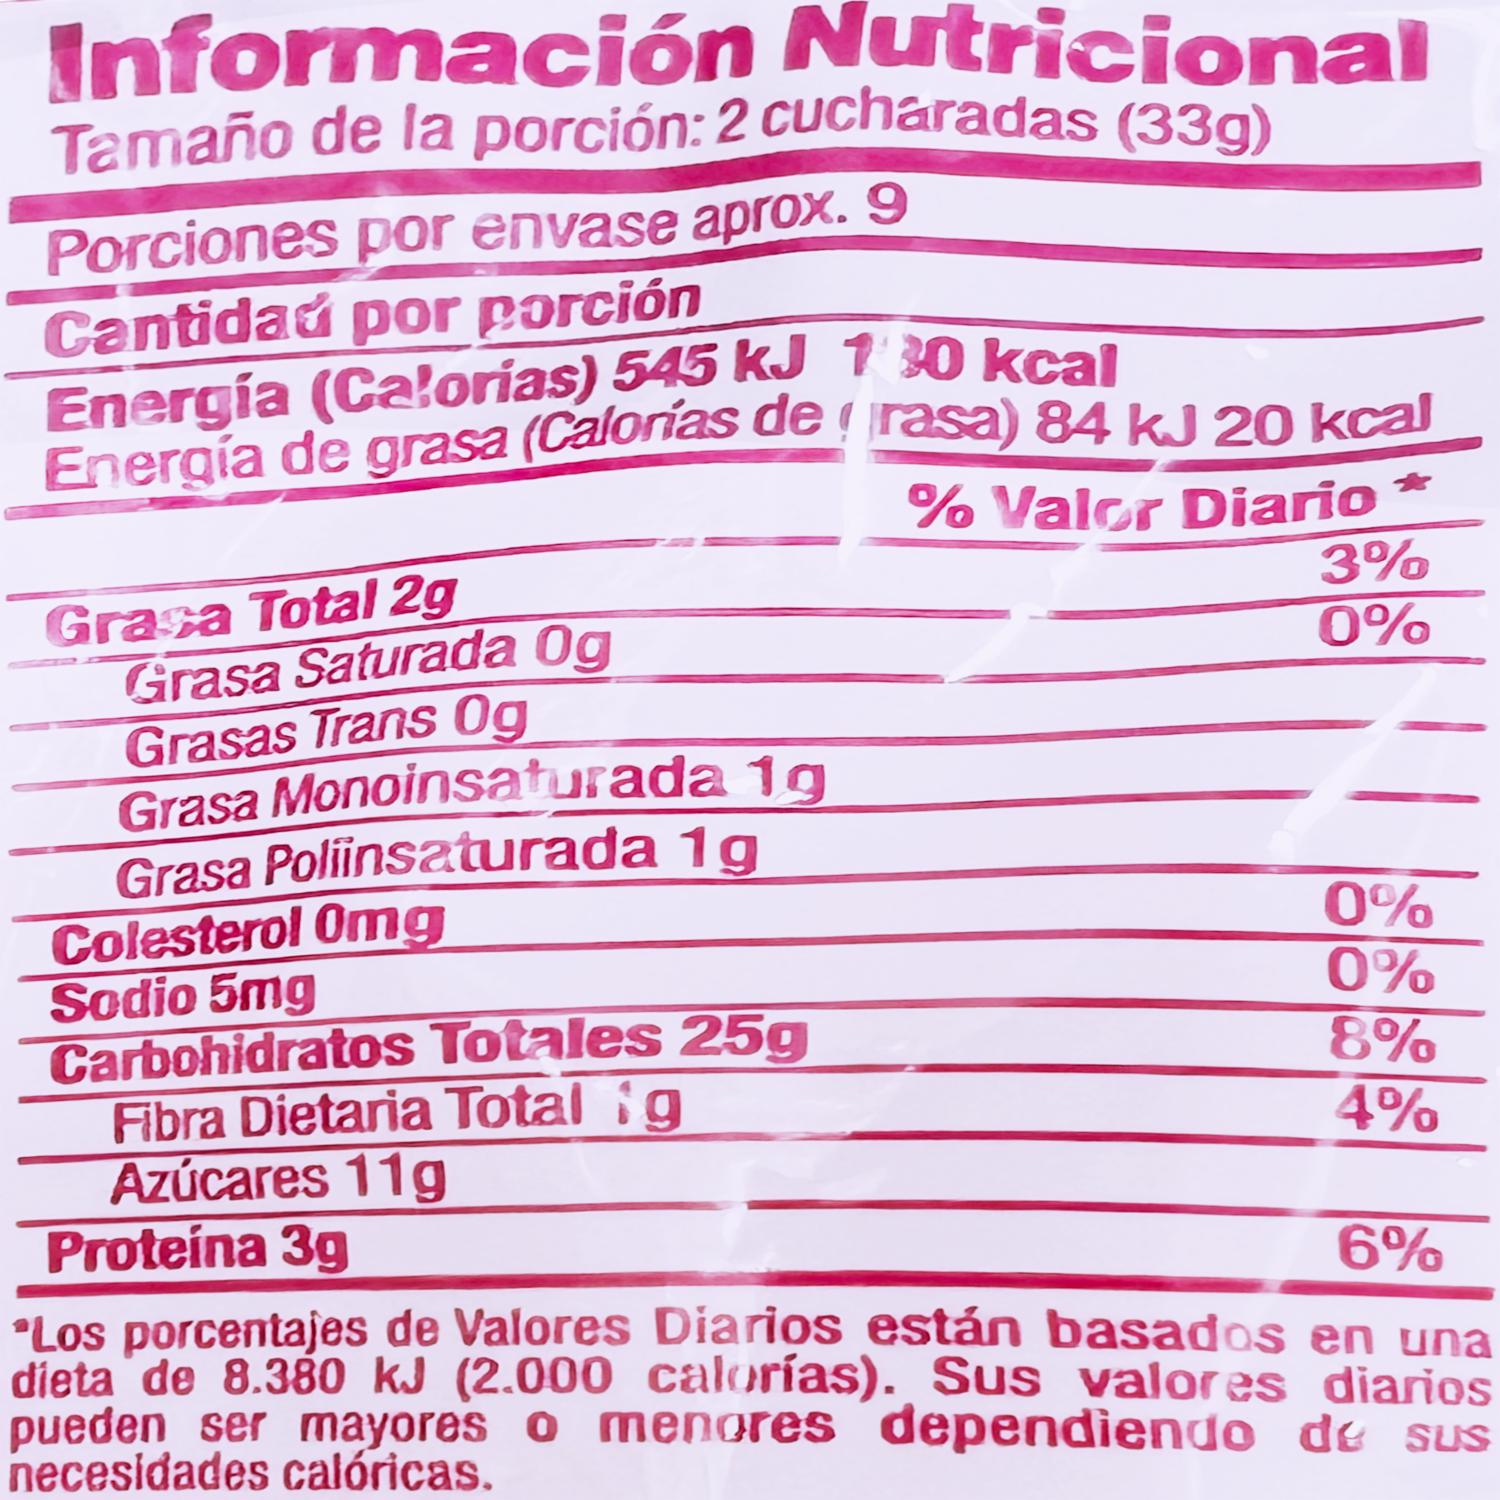 Información Nutricional
Tamaño de la porción: 2 cucharadas (33g)
Porciones por envase aprox. 9
Cantidad por porción
Energía (Calorías) 545 kJ 130 kcal
Energía de grasa (Calorías de grasa) 84 kJ 20 kcal
% Valor Diario *
Grasa Total 2g 3%
Grasa Saturada 0g 0%
Grasas Trans 0g
Grasa Monoinsaturada 1g
Grasa Poliinsaturada 1g
Colesterol 0mg 0%
Sodio 5mg 0%
Carbohidratos Totales 25g 8%
Fibra Dietaria Total 1g 4%
Azúcares 11g
Proteína 3g 6%
*Los porcentajes de Valores Diarios están basados en una
dieta de 8.380 kJ (2.000 calorías). Sus valores diarios
pueden ser mayores o menores dependiendo de sus
necesidades calóricas.